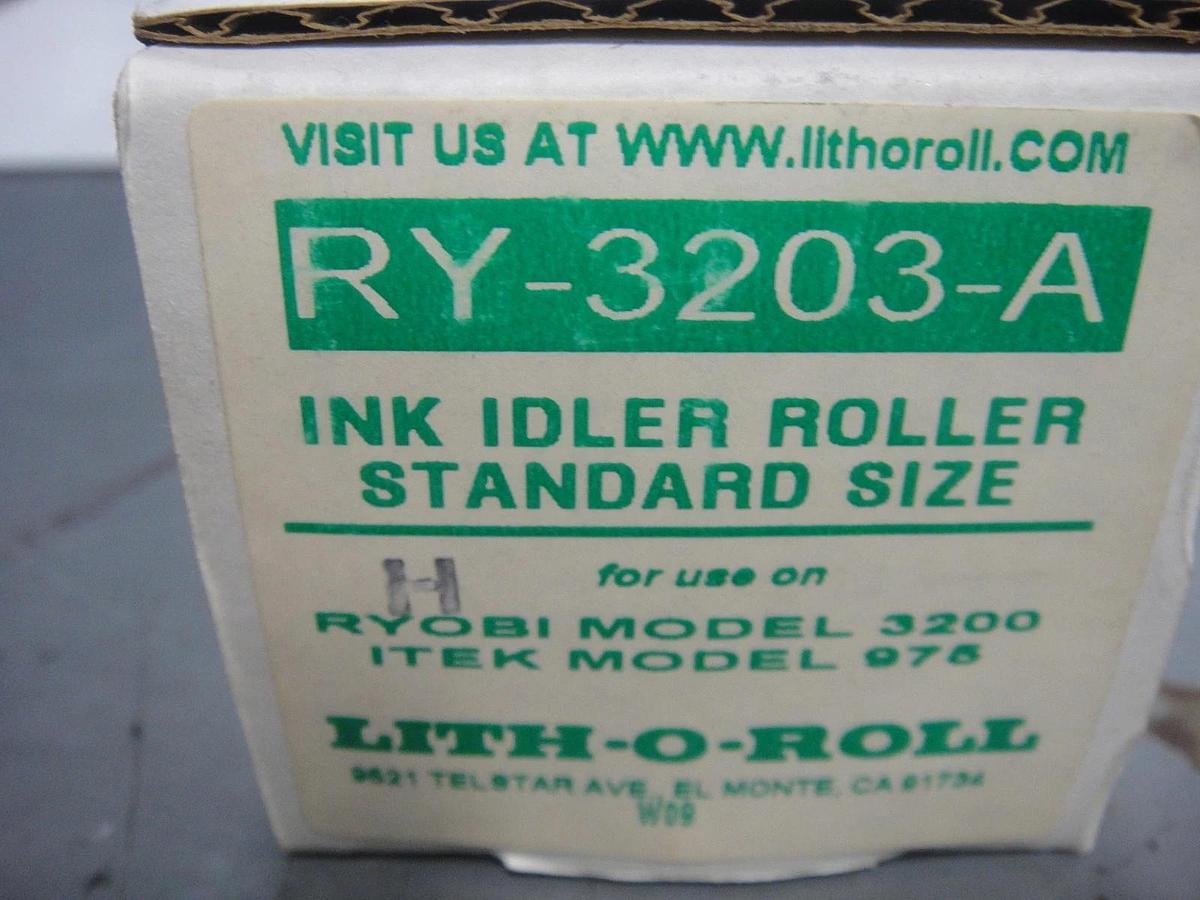 VISIT US AT WWW.lithoroll.COM
RY-3203-A
INK IDLER ROLLER
STANDARD SIZE
H
for use on
RYOBI MODEL 3200
ITEK MODEL 975
LITH-O-ROLL
9521 TELSTAR AVE., EL MONTE, CA 91734
W09